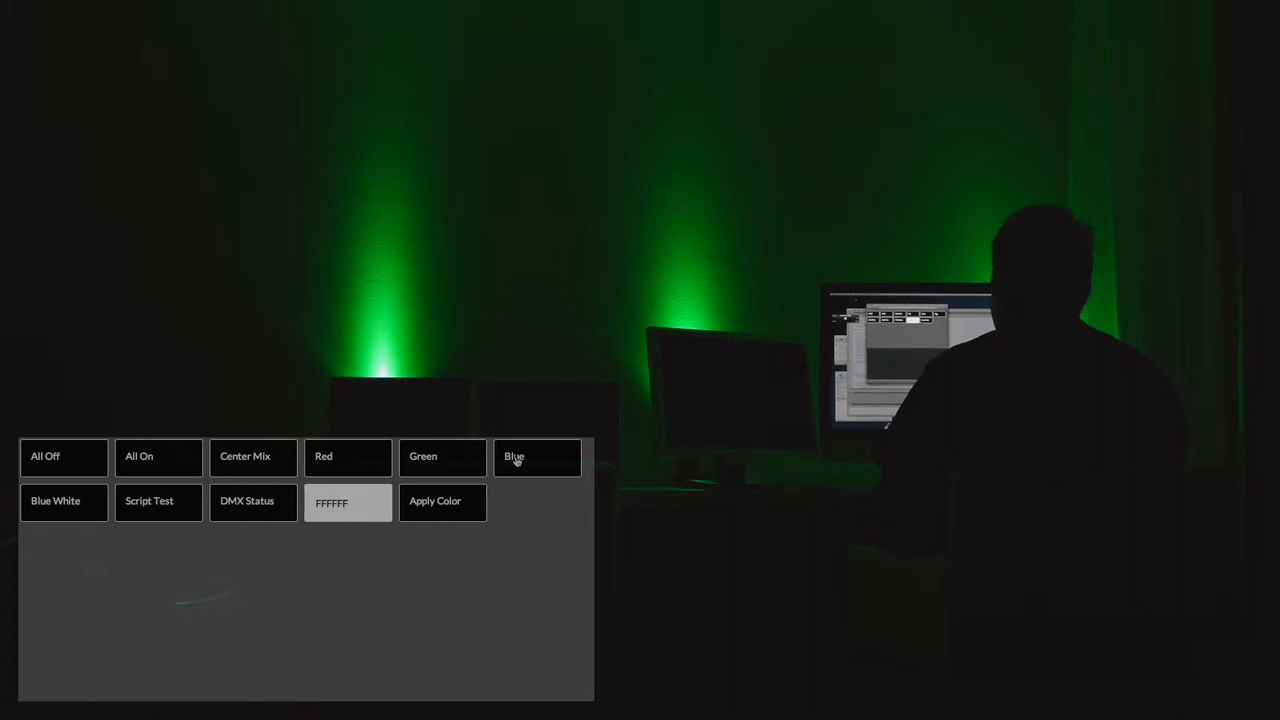 All Off
All On
Center Mix
Red
Green
Blue
Blue White
Script Test
DMX Status
FFFFFF
Apply Color